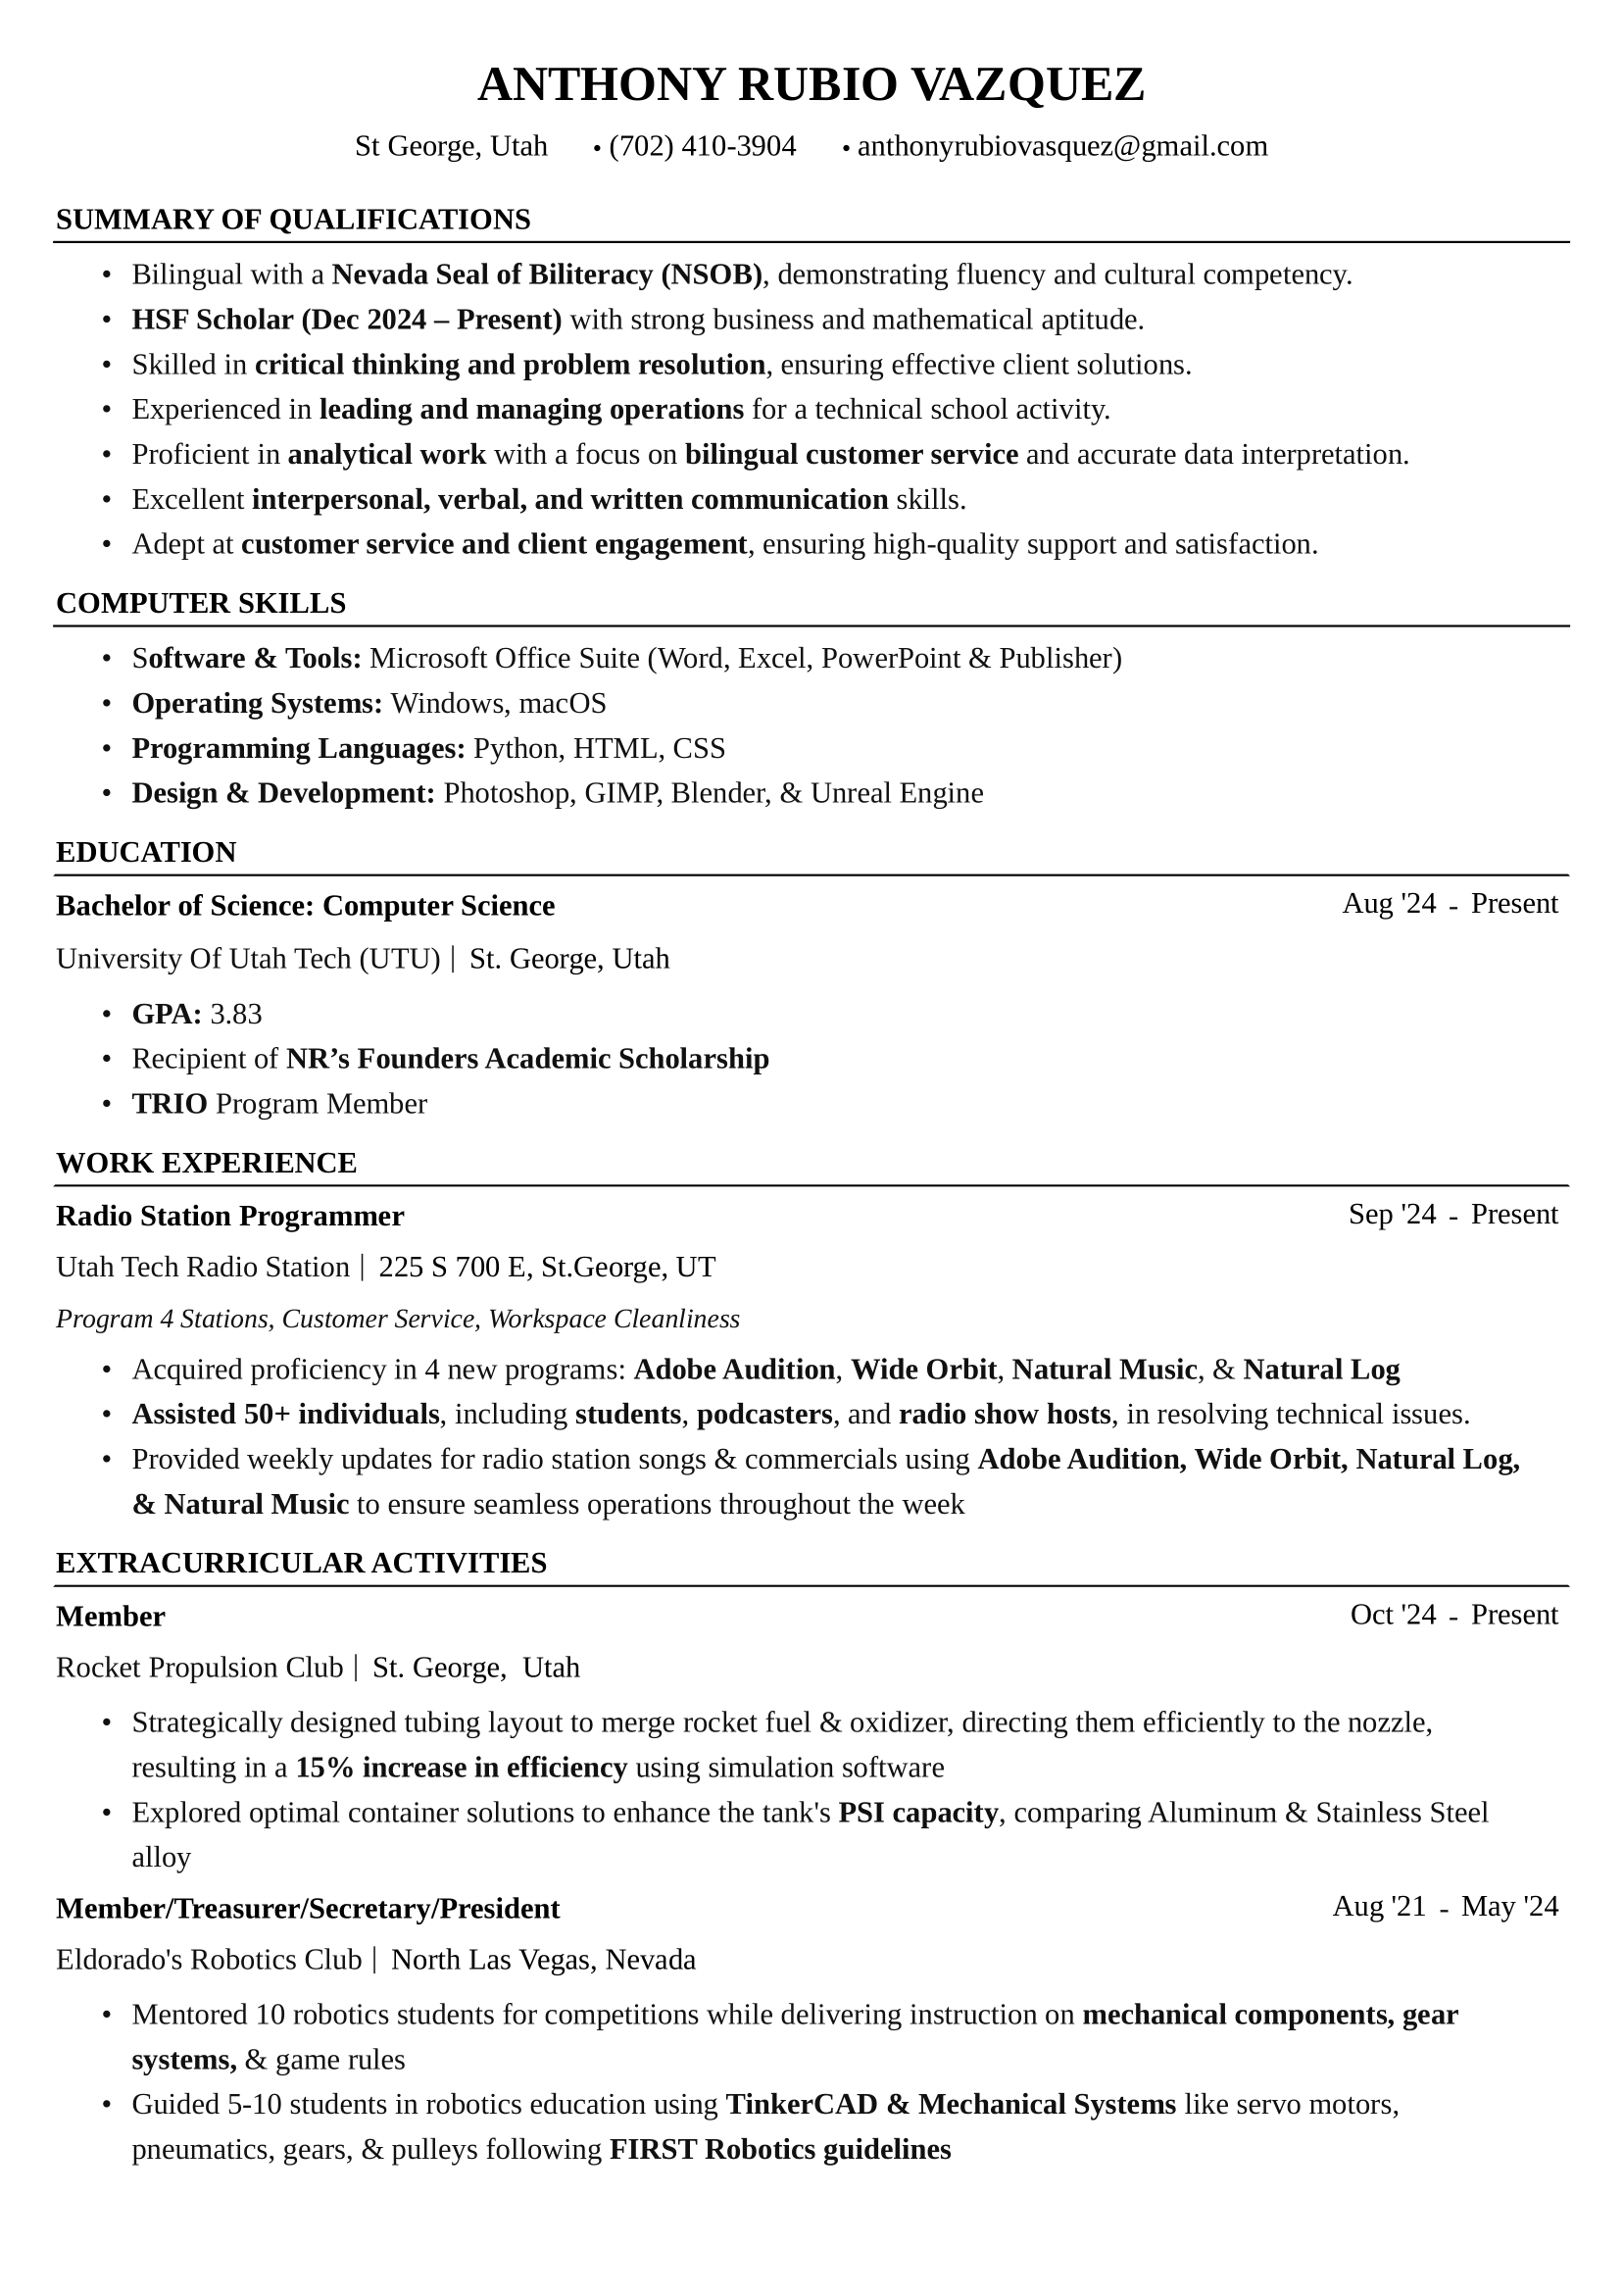 ANTHONY RUBIO VAZQUEZ
St George, Utah • (702) 410-3904 • anthonyrubiovasquez@gmail.com
SUMMARY OF QUALIFICATIONS
• Bilingual with a Nevada Seal of Biliteracy (NSOB), demonstrating fluency and cultural competency.
• HSF Scholar (Dec 2024 – Present) with strong business and mathematical aptitude.
• Skilled in critical thinking and problem resolution, ensuring effective client solutions.
• Experienced in leading and managing operations for a technical school activity.
• Proficient in analytical work with a focus on bilingual customer service and accurate data interpretation.
• Excellent interpersonal, verbal, and written communication skills.
• Adept at customer service and client engagement, ensuring high-quality support and satisfaction.
COMPUTER SKILLS
• Software & Tools: Microsoft Office Suite (Word, Excel, PowerPoint & Publisher)
• Operating Systems: Windows, macOS
• Programming Languages: Python, HTML, CSS
• Design & Development: Photoshop, GIMP, Blender, & Unreal Engine
EDUCATION
Bachelor of Science: Computer Science Aug '24 - Present
University Of Utah Tech (UTU) | St. George, Utah
• GPA: 3.83
• Recipient of NR’s Founders Academic Scholarship
• TRIO Program Member
WORK EXPERIENCE
Radio Station Programmer Sep '24 - Present
Utah Tech Radio Station | 225 S 700 E, St.George, UT
Program 4 Stations, Customer Service, Workspace Cleanliness
• Acquired proficiency in 4 new programs: Adobe Audition, Wide Orbit, Natural Music, & Natural Log
• Assisted 50+ individuals, including students, podcasters, and radio show hosts, in resolving technical issues.
• Provided weekly updates for radio station songs & commercials using Adobe Audition, Wide Orbit, Natural Log,
& Natural Music to ensure seamless operations throughout the week
EXTRACURRICULAR ACTIVITIES
Member Oct '24 - Present
Rocket Propulsion Club | St. George, Utah
• Strategically designed tubing layout to merge rocket fuel & oxidizer, directing them efficiently to the nozzle,
resulting in a 15% increase in efficiency using simulation software
• Explored optimal container solutions to enhance the tank's PSI capacity, comparing Aluminum & Stainless Steel
alloy
Member/Treasurer/Secretary/President Aug '21 - May '24
Eldorado's Robotics Club | North Las Vegas, Nevada
• Mentored 10 robotics students for competitions while delivering instruction on mechanical components, gear
systems, & game rules
• Guided 5-10 students in robotics education using TinkerCAD & Mechanical Systems like servo motors,
pneumatics, gears, & pulleys following FIRST Robotics guidelines